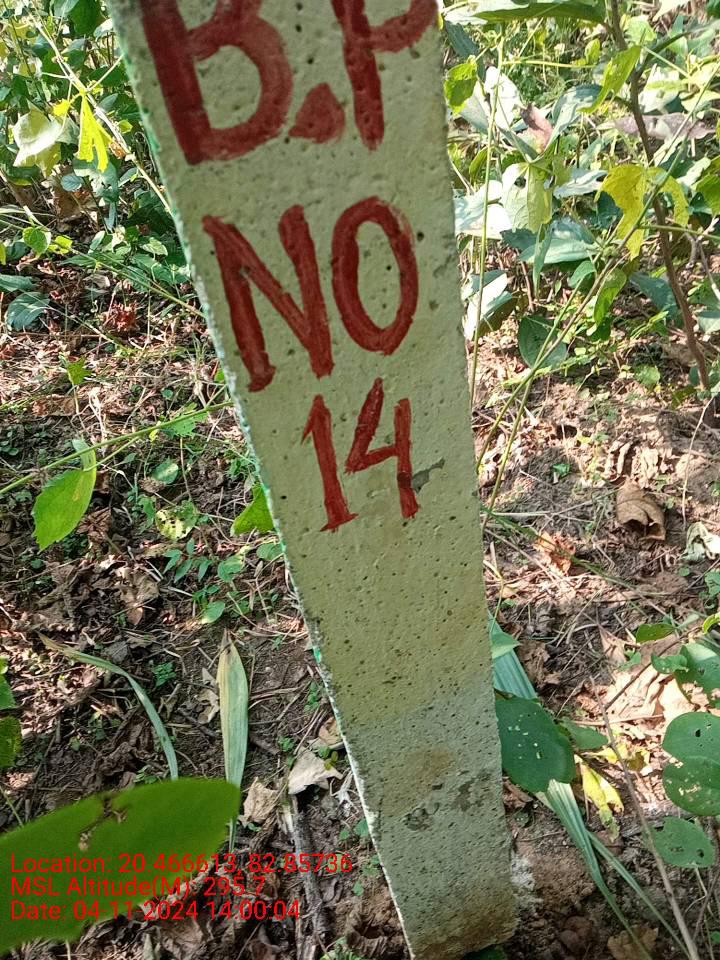 B.P
NO
14
Location: 20.466613, 82.85736
MSL Altitude(M): 295.7
Date: 04-11-2024 14:00:04